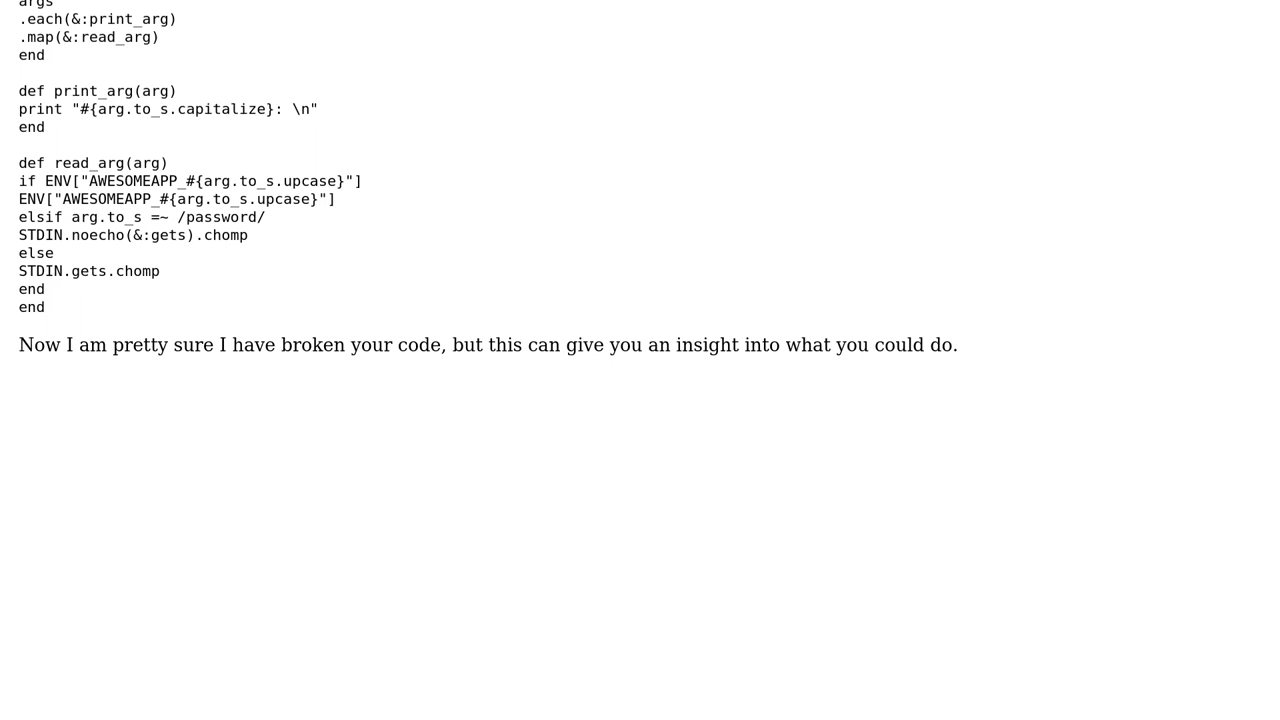 args
.each(&:print_arg)
.map(&:read_arg)
end

def print_arg(arg)
print "#{arg.to_s.capitalize}: \n"
end

def read_arg(arg)
if ENV["AWESOMEAPP_#{arg.to_s.upcase}"]
ENV["AWESOMEAPP_#{arg.to_s.upcase}"]
elsif arg.to_s =~ /password/
STDIN.noecho(&:gets).chomp
else
STDIN.gets.chomp
end
end

Now I am pretty sure I have broken your code, but this can give you an insight into what you could do.